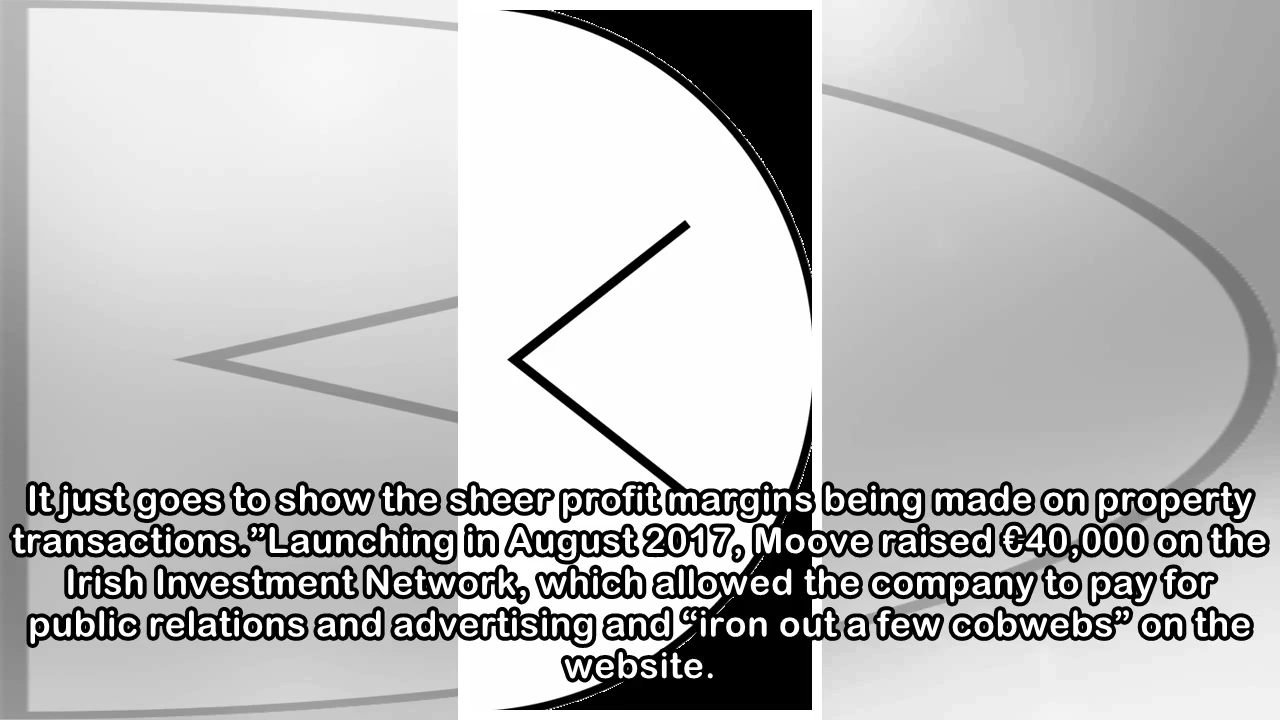 It just goes to show the sheer profit margins being made on property
transactions.”Launching in August 2017, Moove raised €40,000 on the
Irish Investment Network, which allowed the company to pay for
public relations and advertising and “iron out a few cobwebs” on the
website.